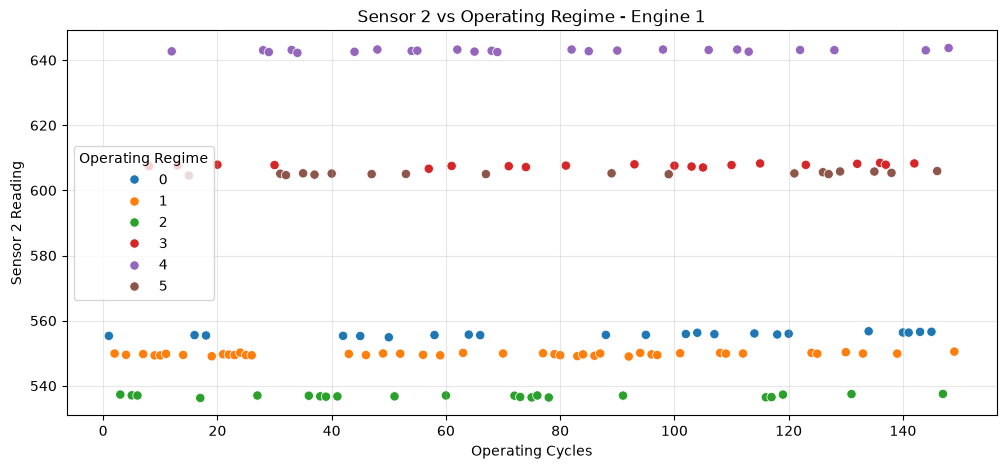 Sensor 2 vs Operating Regime - Engine 1
Sensor 2 Reading
640
620
600
580
560
540
Operating Regime
0
1
2
3
4
5
0 20 40 60 80 100 120 140
Operating Cycles